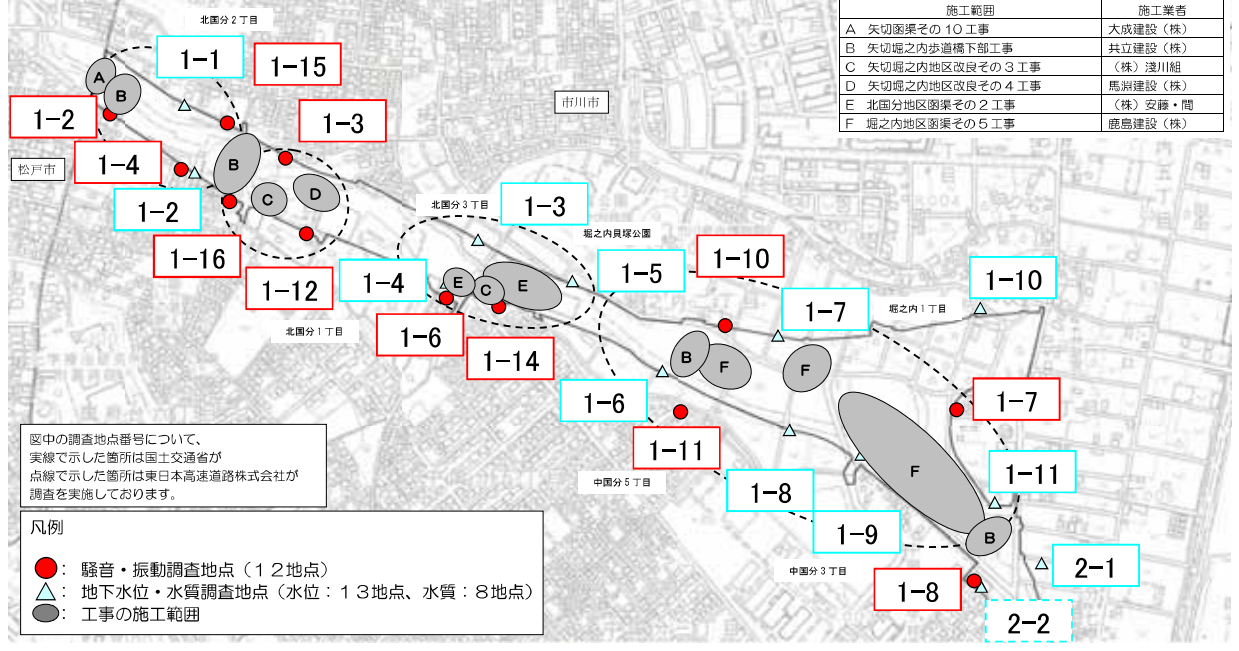 施工範囲 施工業者
A 矢切函渠その10工事 大成建設（株）
B 矢切堀之内歩道橋下部工事 共立建設（株）
C 矢切堀之内地区改良その3工事 （株）淺川組
D 矢切堀之内地区改良その4工事 馬淵建設（株）
E 北国分地区函渠その2工事 （株）安藤・間
F 堀之内地区函渠その5工事 鹿島建設（株）
北国分2丁目
1-1
1-15
A
B
市川市
1-2
1-3
1-4
松戸市
B
C
D
1-2
北国分3丁目
1-3
堀之内貝塚公園
1-16
1-12
1-4
E
C
E
1-5
1-10
1-10
1-7
堀之内1丁目
北国分1丁目
1-6
1-14
B
F
F
1-6
1-7
1-11
図中の調査地点番号について、
実線で示した箇所は国土交通省が
点線で示した箇所は東日本高速道路株式会社が
調査を実施しております。
中国分5丁目
F
1-11
1-8
1-9
B
凡例
：騒音・振動調査地点（12地点）
：地下水位・水質調査地点（水位：13地点、水質：8地点）
：工事の施工範囲
中国分3丁目
1-8
2-1
2-2